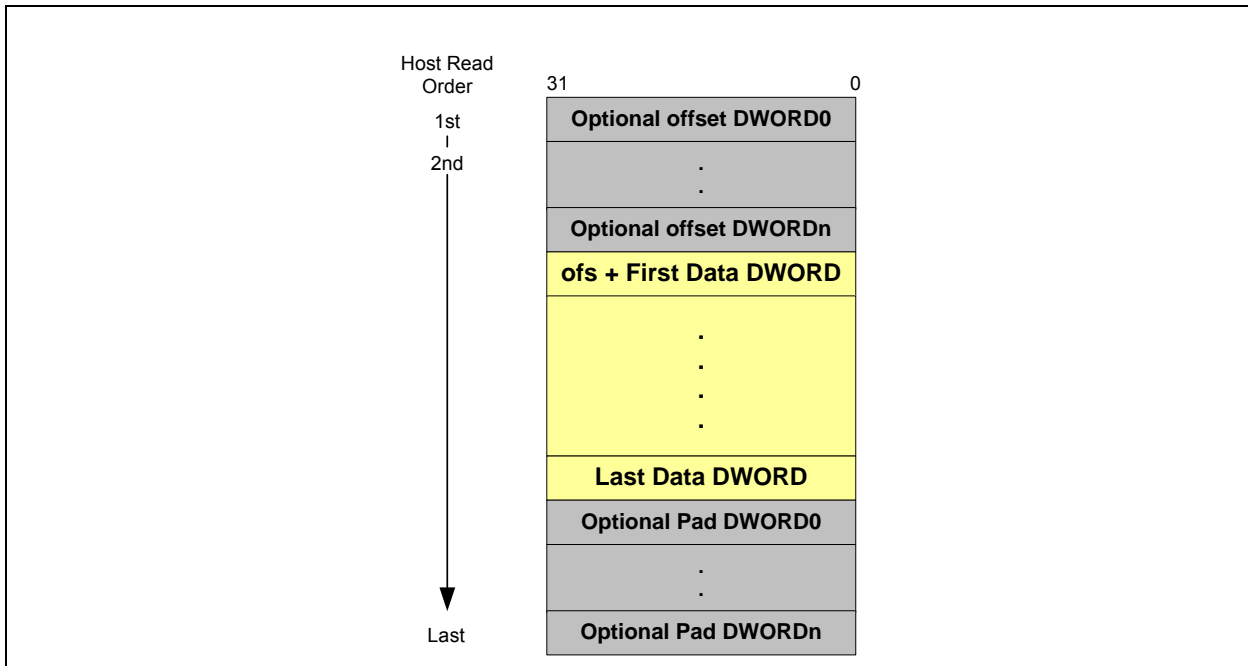 Host Read
Order
31 0
1st
2nd
Optional offset DWORD0
.
.
Optional offset DWORDn
ofs + First Data DWORD
.
.
.
.
Last Data DWORD
Optional Pad DWORD0
.
.
Last
Optional Pad DWORDn